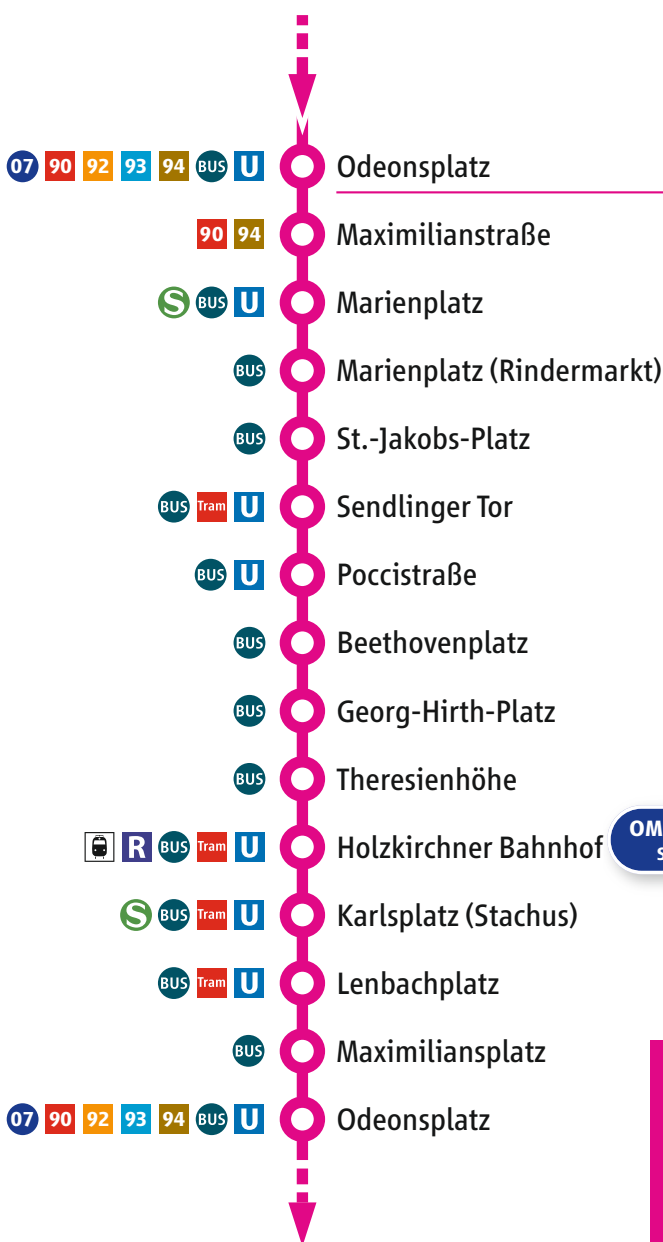 07 90 92 93 94 BUS U Odeonsplatz
90 94 Maximilianstraße
S BUS U Marienplatz
BUS Marienplatz (Rindermarkt)
BUS St.-Jakobs-Platz
BUS Tram U Sendlinger Tor
BUS U Poccistraße
BUS Beethovenplatz
BUS Georg-Hirth-Platz
BUS Theresienhöhe
R BUS Tram U Holzkirchner Bahnhof
S BUS Tram U Karlsplatz (Stachus)
BUS Tram U Lenbachplatz
BUS Maximiliansplatz
07 90 92 93 94 BUS U Odeonsplatz